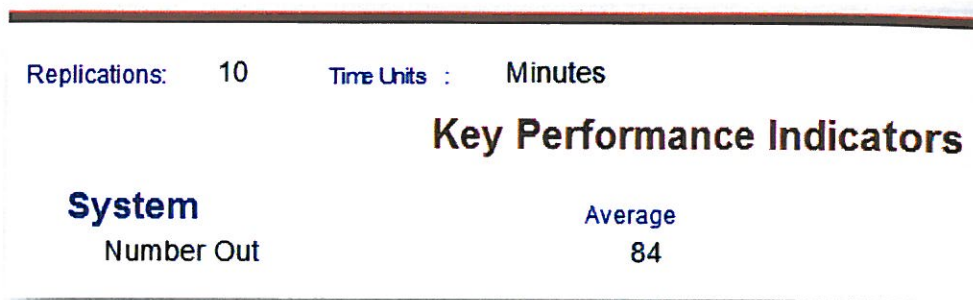 Replications: 10 Time Units : Minutes
Key Performance Indicators
System Average
Number Out 84